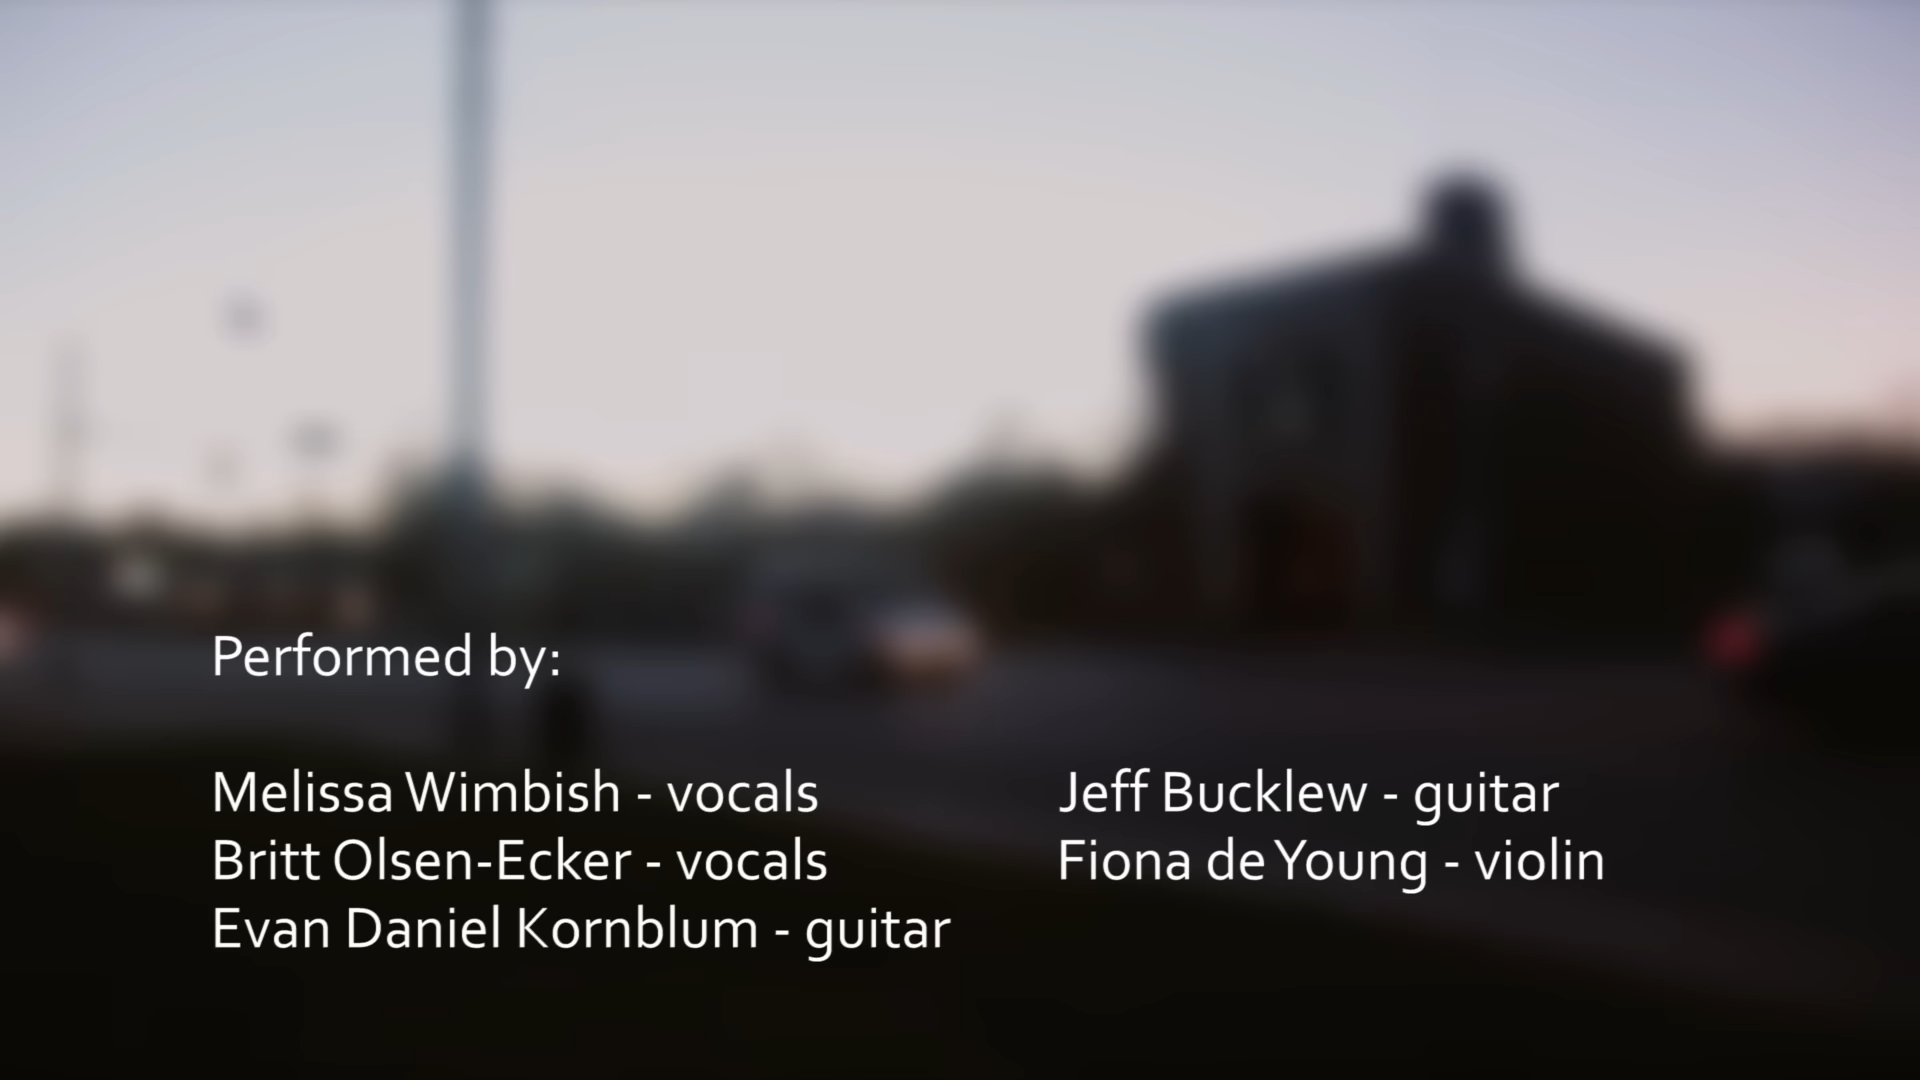 Performed by:
Melissa Wimbish - vocals
Britt Olsen-Ecker - vocals
Evan Daniel Kornblum - guitar
Jeff Bucklew - guitar
Fiona de Young - violin